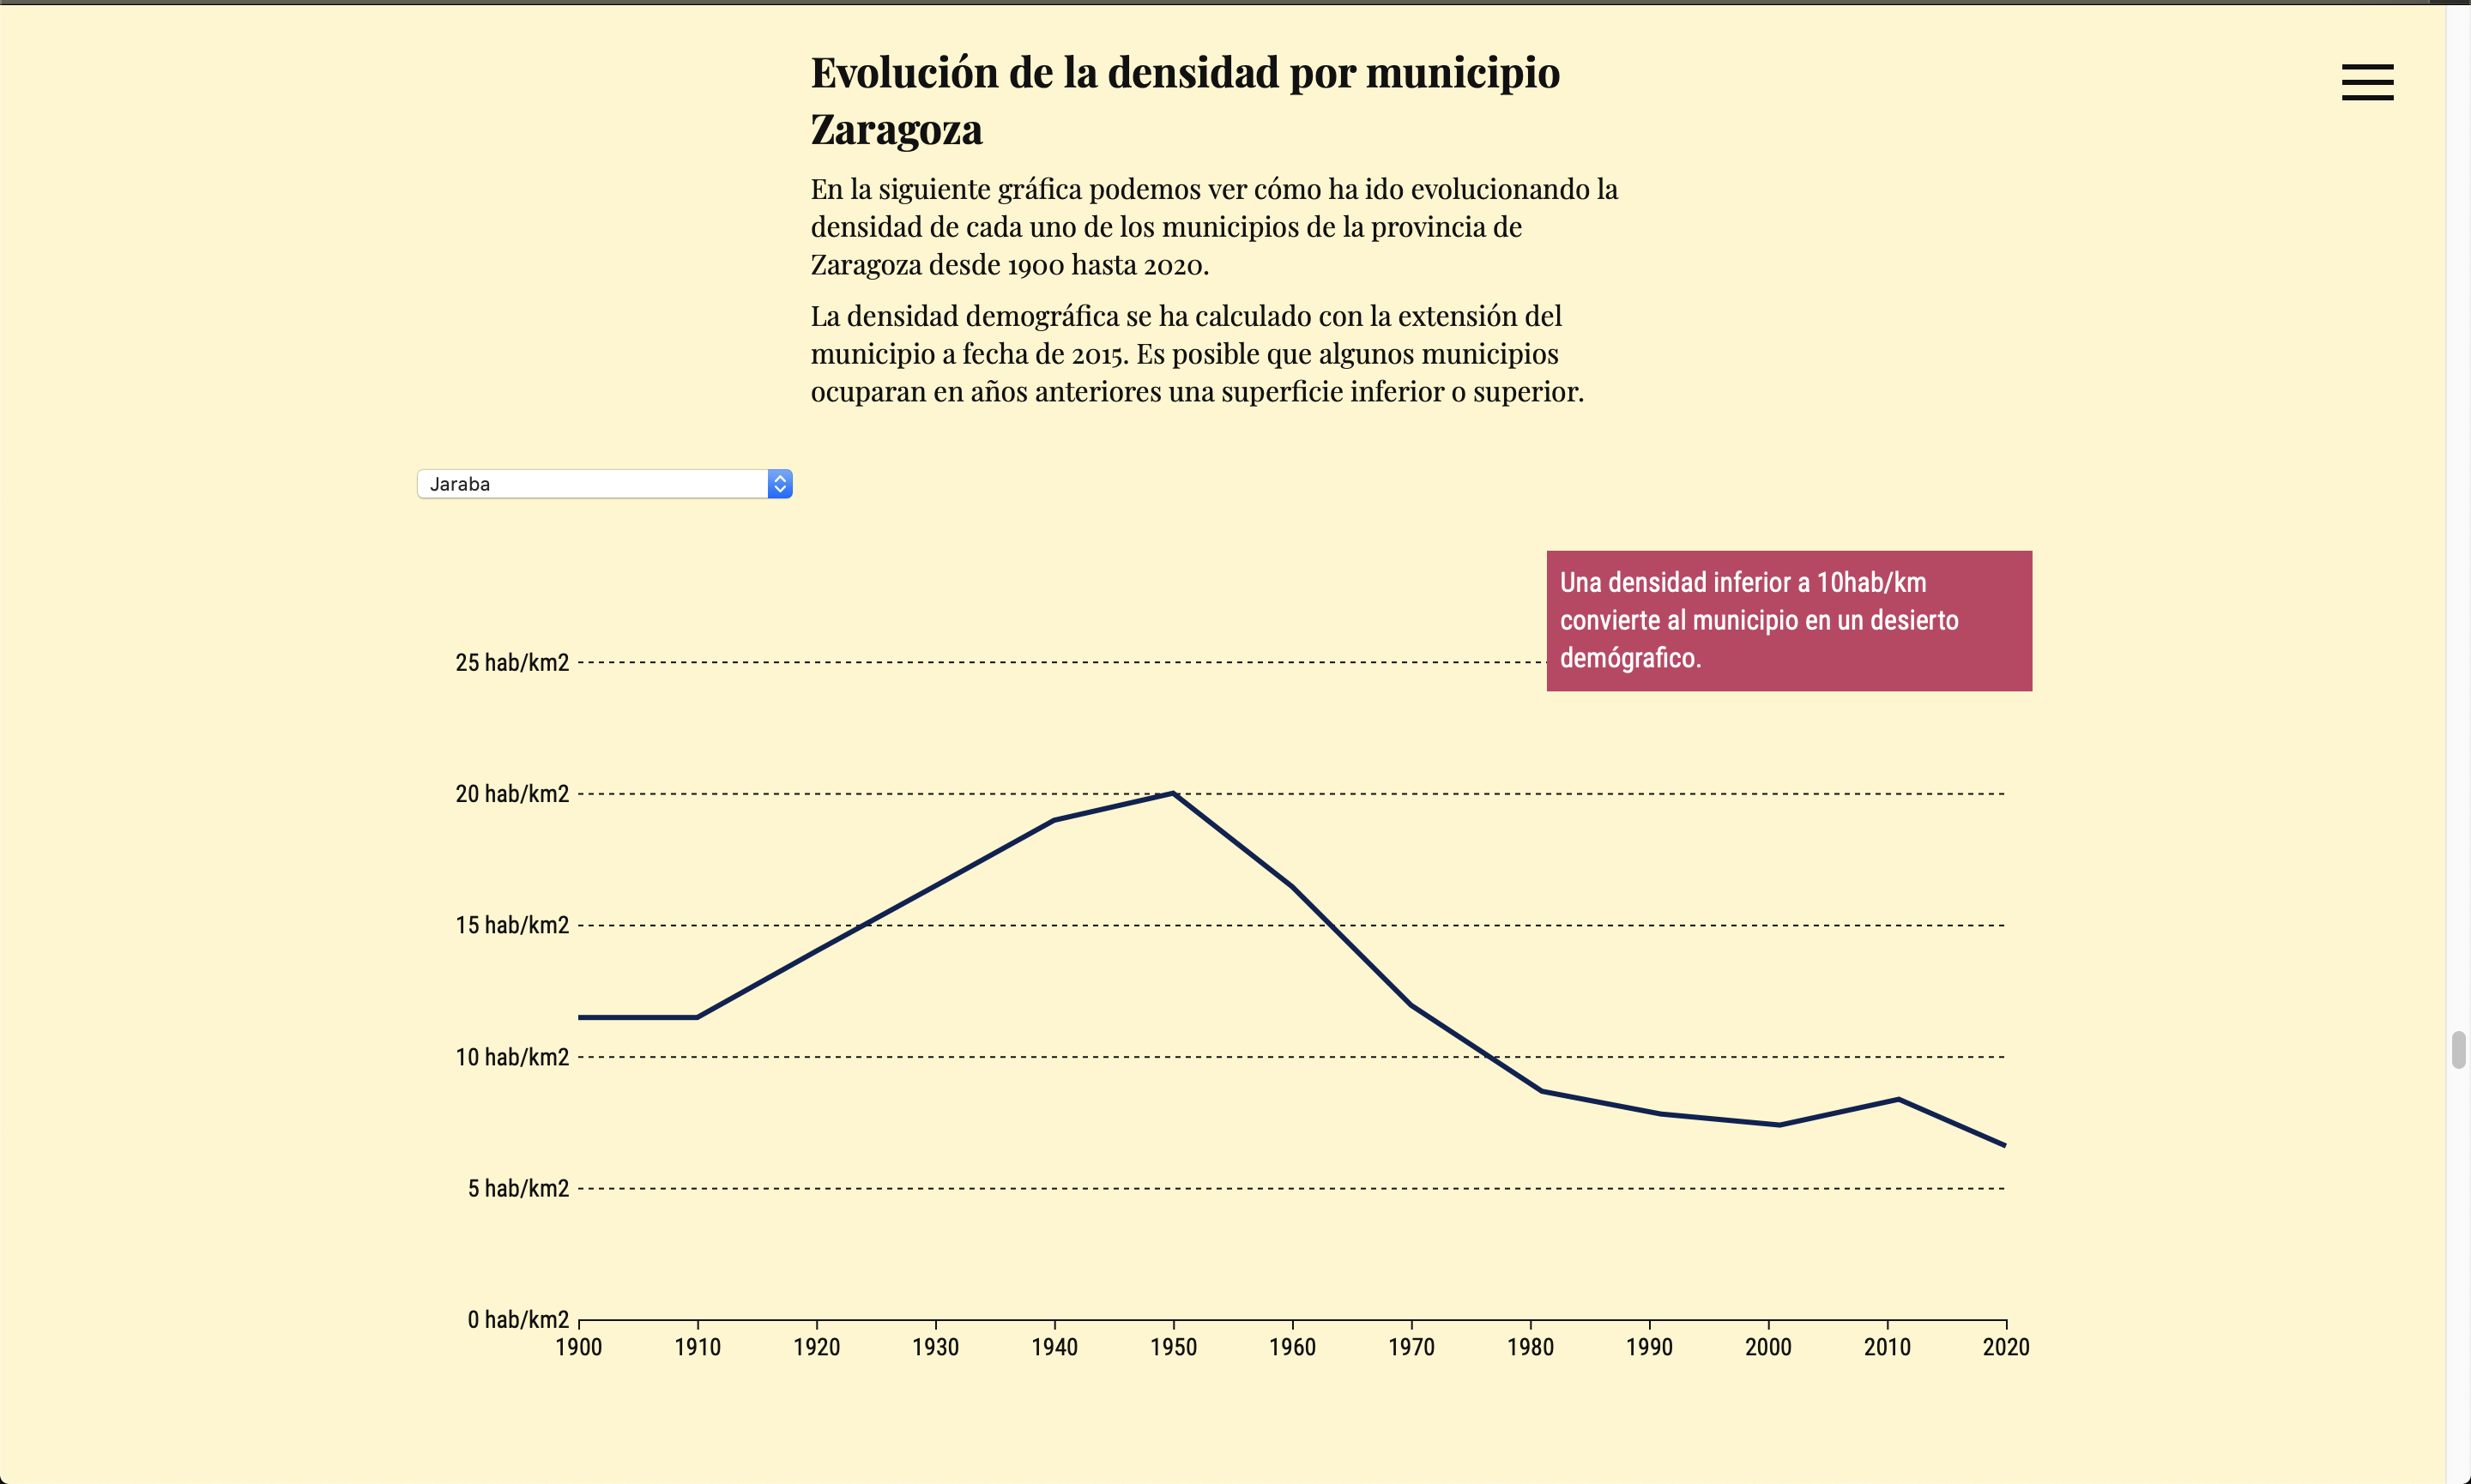 Evolución de la densidad por municipio
Zaragoza
En la siguiente gráfica podemos ver cómo ha ido evolucionando la
densidad de cada uno de los municipios de la provincia de
Zaragoza desde 1900 hasta 2020.
La densidad demográfica se ha calculado con la extensión del
municipio a fecha de 2015. Es posible que algunos municipios
ocuparan en años anteriores una superficie inferior o superior.
Jaraba
Una densidad inferior a 10hab/km
convierte al municipio en un desierto
demógrafico.
25 hab/km2
20 hab/km2
15 hab/km2
10 hab/km2
5 hab/km2
0 hab/km2
1900 1910 1920 1930 1940 1950 1960 1970 1980 1990 2000 2010 2020